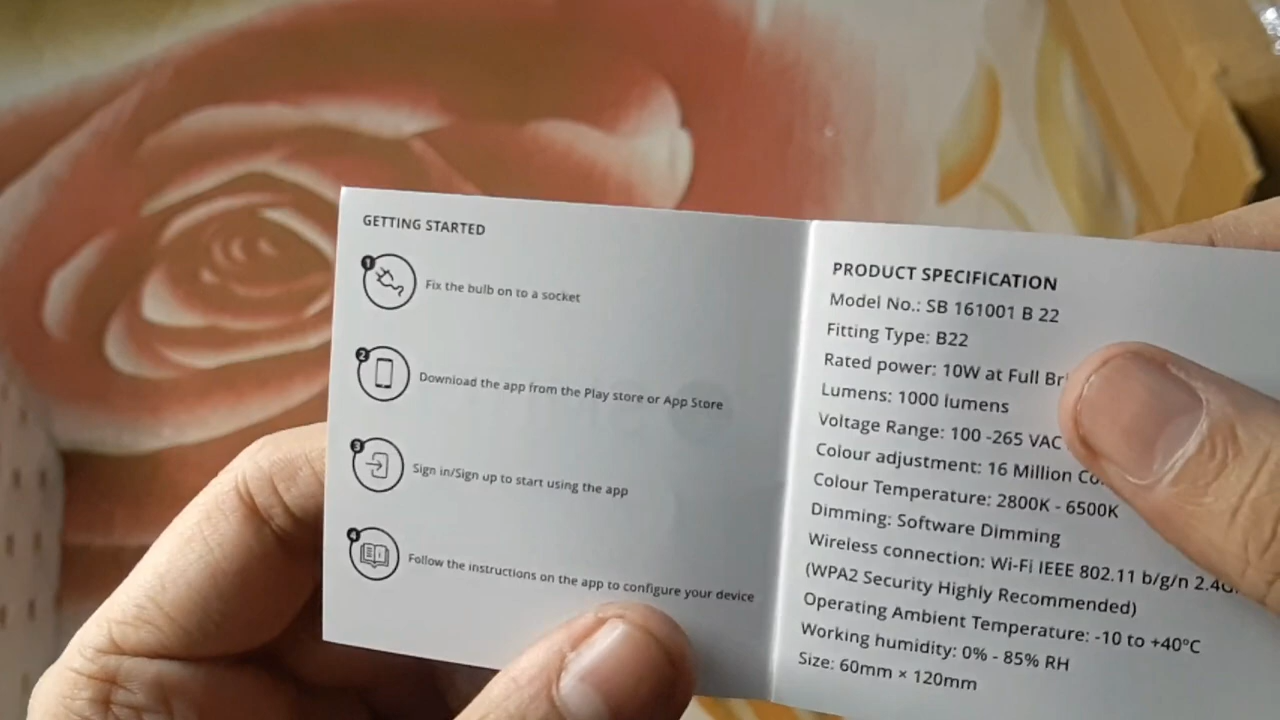 GETTING STARTED
1
Fix the bulb on to a socket
2
Download the app from the Play store or App Store
3
Sign in/Sign up to start using the app
4
Follow the instructions on the app to configure your device
PRODUCT SPECIFICATION
Model No.: SB 161001 B 22
Fitting Type: B22
Rated power: 10W at Full
Lumens: 1000 lumens
Voltage Range: 100 -265 VAC
Colour adjustment: 16 Million
Colour Temperature: 2800K - 6500K
Dimming: Software Dimming
Wireless connection: Wi-Fi IEEE 802.11 b/g/n
(WPA2 Security Highly Recommended)
Operating Ambient Temperature: -10 to +40ºC
Working humidity: 0% - 85% RH
Size: 60mm × 120mm